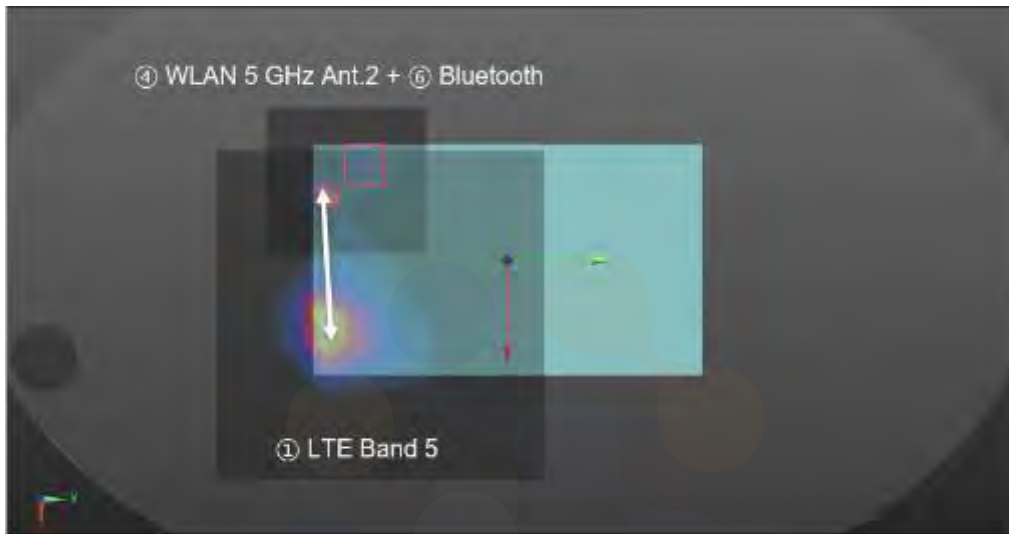 ④ WLAN 5 GHz Ant.2 + ⑥ Bluetooth
① LTE Band 5